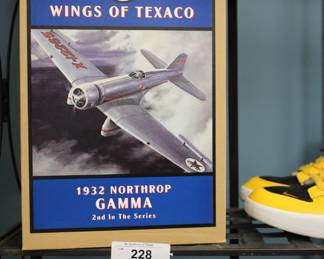 WINGS OF TEXACO
1932 NORTHROP
GAMMA
2nd In The Series
228